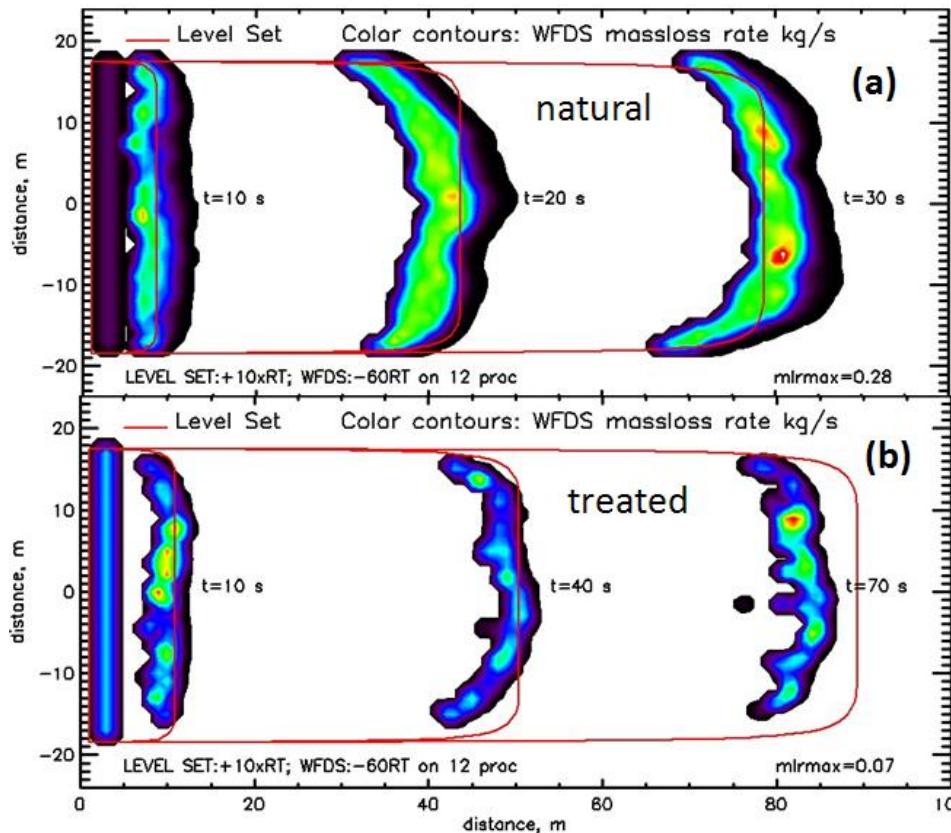 20
Level Set Color contours: WFDS massloss rate kg/s
(a)
natural
10
distance, m
0
t=10 s t=20 s t=30 s
-10
-20
LEVEL SET:+10xRT; WFDS:-60RT on 12 proc mlrmax=0.28
20
Level Set Color contours: WFDS massloss rate kg/s
(b)
treated
10
distance, m
0
t=10 s t=40 s t=70 s
-10
-20
LEVEL SET:+10xRT; WFDS:-60RT on 12 proc mlrmax=0.07
0 20 40 60 80 10
distance, m